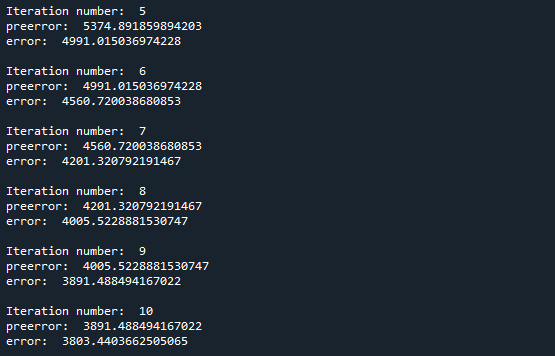 Iteration number:  5
preerror:  5374.891859894203
error:  4991.015036974228
Iteration number:  6
preerror:  4991.015036974228
error:  4560.720038680853
Iteration number:  7
preerror:  4560.720038680853
error:  4201.320792191467
Iteration number:  8
preerror:  4201.320792191467
error:  4005.5228881530747
Iteration number:  9
preerror:  4005.5228881530747
error:  3891.488494167022
Iteration number:  10
preerror:  3891.488494167022
error:  3803.4403662505065